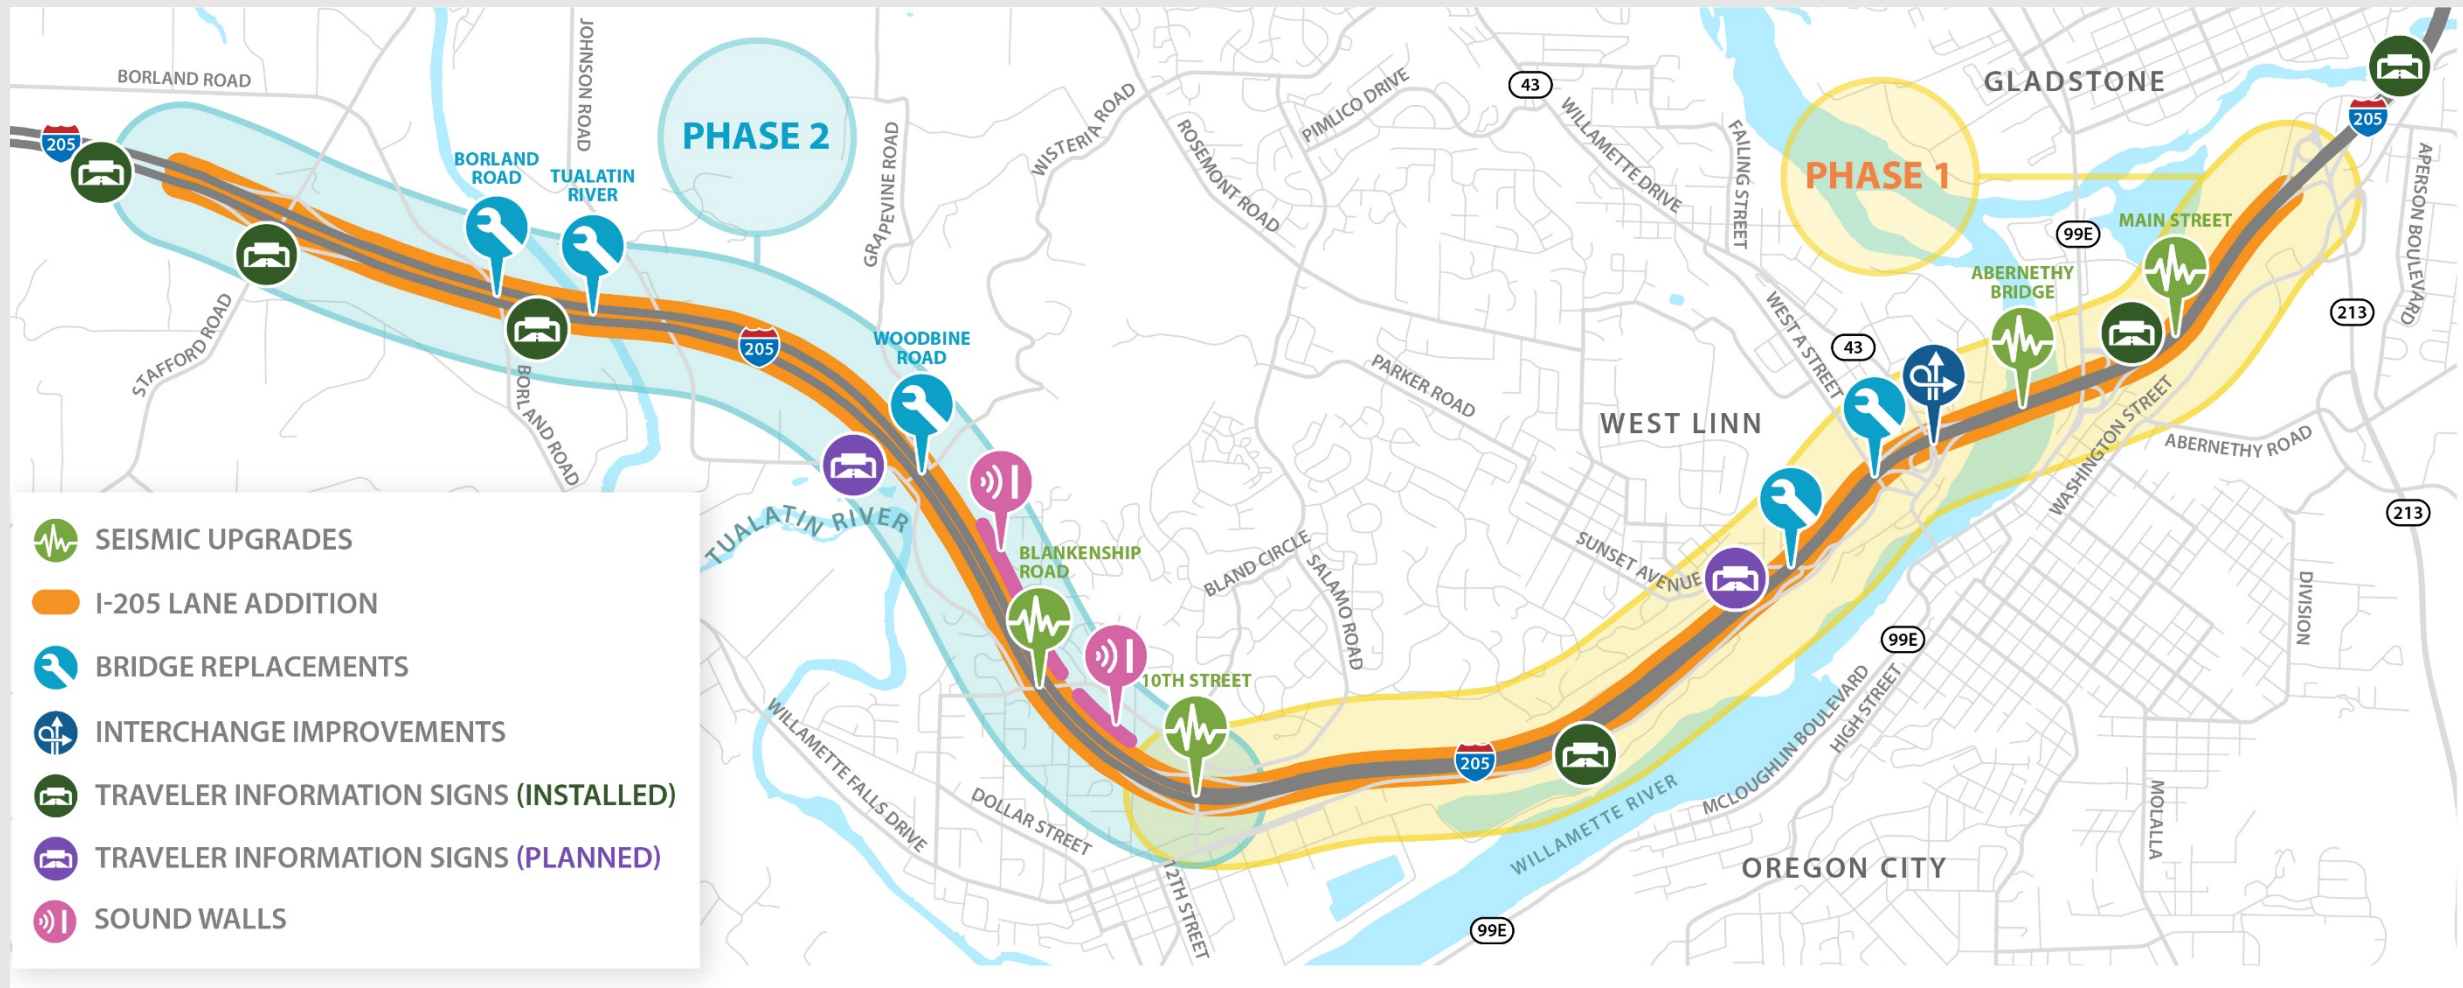 BORLAND ROAD
JOHNSON ROAD
PHASE 2
GRAPEVINE ROAD
WISTERIA ROAD
ROSEMONT ROAD
PIMLICO DRIVE
43
WILLAMETTE DRIVE
FAILING STREET
PHASE 1
GLADSTONE
205
APERSON BOULEVARD
205
BORLAND
ROAD
TUALATIN
RIVER
99E
MAIN STREET
ABERNETHY
BRIDGE
213
WEST A STREET
43
STAFFORD ROAD
BORLAND ROAD
205
WOODBINE
ROAD
PARKER ROAD
WEST LINN
WASHINGTON STREET
ABERNETHY ROAD
213
TUALATIN RIVER
BLANKENSHIP
ROAD
BLAND CIRCLE
SALAMO ROAD
SUNSET AVENUE
DIVISION
99E
10TH STREET
WILLAMETTE FALLS DRIVE
DOLLAR STREET
12TH STREET
205
WILLAMETTE RIVER
MCLOUGHLIN BOULEVARD
HIGH STREET
MOLALLA
OREGON CITY
99E
SEISMIC UPGRADES
I-205 LANE ADDITION
BRIDGE REPLACEMENTS
INTERCHANGE IMPROVEMENTS
TRAVELER INFORMATION SIGNS (INSTALLED)
TRAVELER INFORMATION SIGNS (PLANNED)
SOUND WALLS